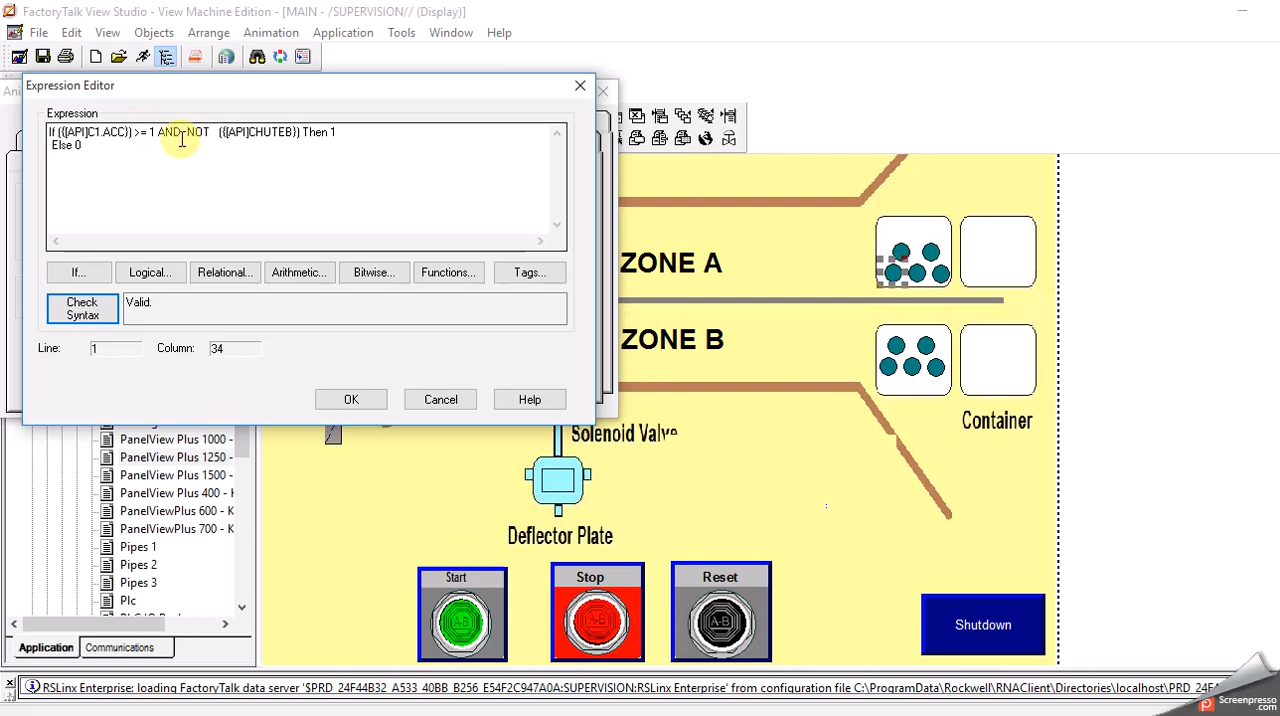 FactoryTalk View Studio - View Machine Edition - [MAIN - /SUPERVISION// (Display)]
File Edit View Objects Arrange Animation Application Tools Window Help
Expression Editor
Expression
If ({[API]C1.ACC}) >= 1 AND NOT ({[API]CHUTEB}) Then 1
Else 0
If... Logical... Relational... Arithmetic... Bitwise... Functions... Tags...
Check
Syntax
Valid.
Line: 1 Column: 34
OK Cancel Help
ZONE A
ZONE B
Container
Solenoid Valve
Deflector Plate
Start Stop Reset
A-B A-B A-B
Shutdown
PanelView Plus 1000 -
PanelView Plus 1250 -
PanelView Plus 1500 -
PanelView Plus 400 - K
PanelViewPlus 600 - K
PanelView Plus 700 - K
Pipes 1
Pipes 2
Pipes 3
Plc
Application Communications
RSLinx Enterprise: loading FactoryTalk data server '$PRD_24F44B32_A533_40BB_B256_E54F2C947A0A:SUPERVISION:RSLinx Enterprise' from configuration file C:\ProgramData\Rockwell\RNAClient\Directories\localhost\PRD_24F
Screenpresso
.com